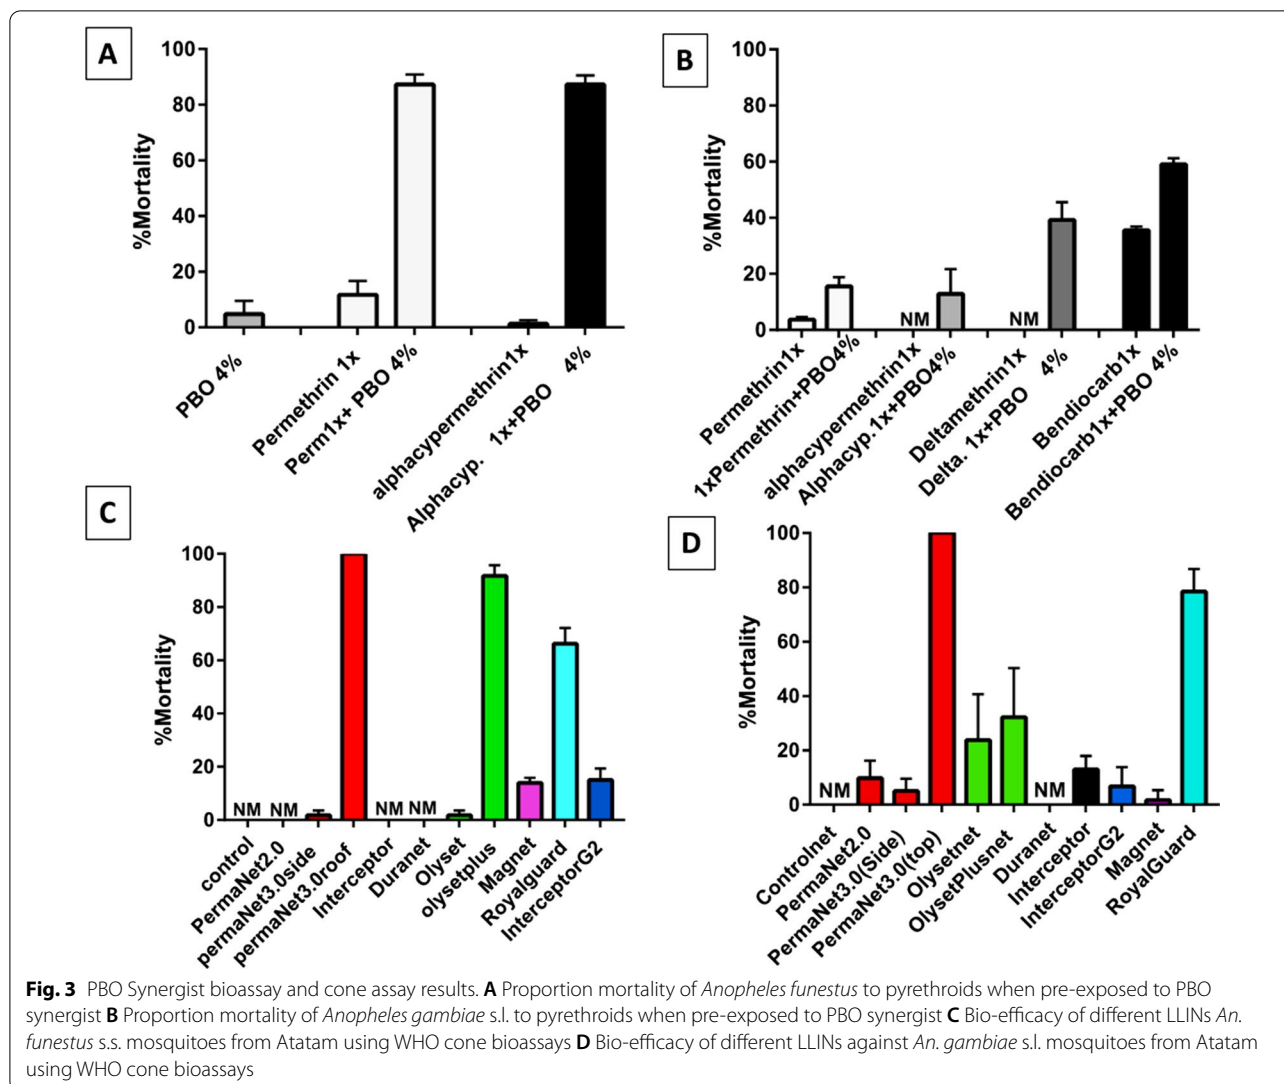 A
%Mortality
100
80
60
40
20
0
PBO 4%
Permethrin 1x
Perm1x+ PBO 4%
alphacypermethrin1x
Alphacyp. 1x+PBO 4%
B
%Mortality
100
80
60
40
20
0
NM
NM
Permethrin1x
1xPermethrin+PBO4%
alphacypermethrin1x
Alphacyp.1x+PBO4%
Deltamethrin1x
Delta. 1x+PBO 4%
Bendiocarb1x
Bendiocarb1x+PBO 4%
C
%Mortality
100
80
60
40
20
0
NM
NM
NM
NM
control
PermaNet2.0
permaNet3.0side
permaNet3.0roof
Interceptor
Duranet
Olyset
olysetplus
Magnet
Royalguard
InterceptorG2
D
%Mortality
100
80
60
40
20
0
NM
NM
Controlnet
PermaNet2.0
PermaNet3.0(Side)
PermaNet3.0(top)
Olysetnet
OlysetPlusnet
Duranet
Interceptor
InterceptorG2
Magnet
RoyalGuard
Fig. 3 PBO Synergist bioassay and cone assay results. A Proportion mortality of Anopheles funestus to pyrethroids when pre-exposed to PBO
synergist B Proportion mortality of Anopheles gambiae s.l. to pyrethroids when pre-exposed to PBO synergist C Bio-efficacy of different LLINs An.
funestus s.s. mosquitoes from Atatam using WHO cone bioassays D Bio-efficacy of different LLINs against An. gambiae s.l. mosquitoes from Atatam
using WHO cone bioassays